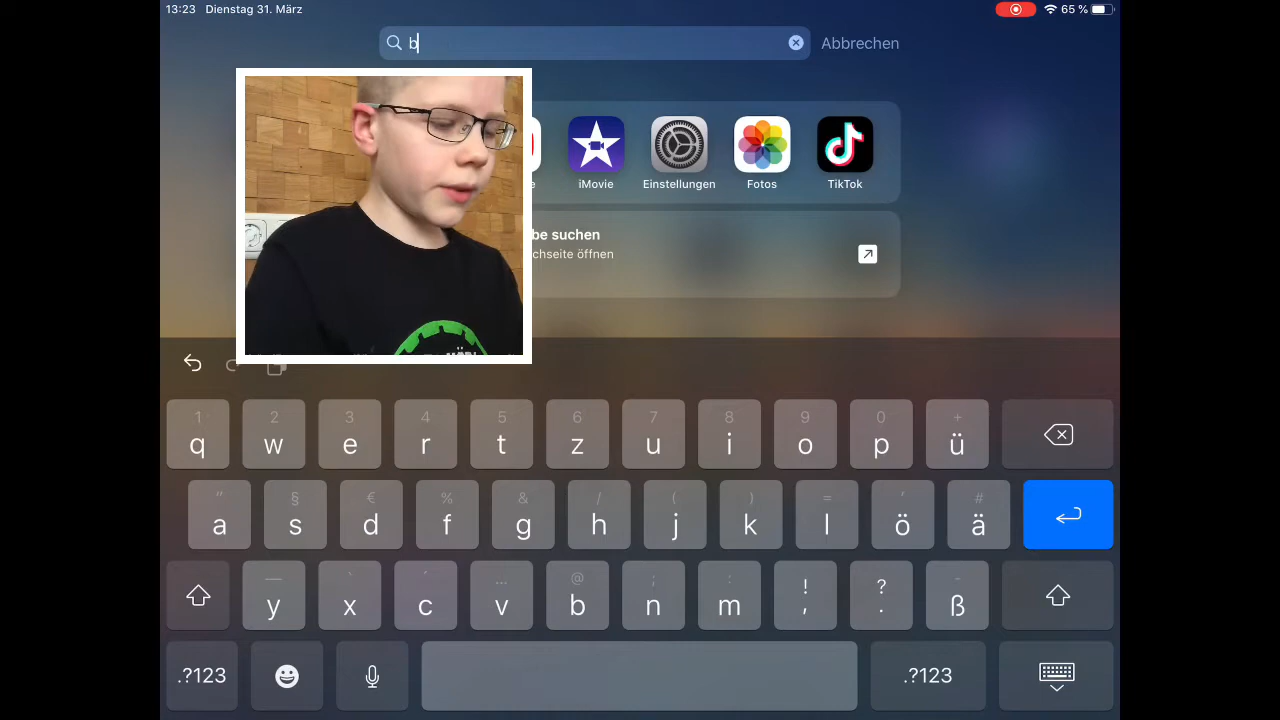 13:23 Dienstag 31. März
65 %
b
Abbrechen
iMovie
Einstellungen
Fotos
TikTok
be suchen
chseite öffnen
1 2 3 4 5 6 7 8 9 0 +
q w e r t z u i o p ü
" § € % & / ( ) = ' #
a s d f g h j k l ö ä
— ` ´ ... @ ; : ! ? -
y x c v b n m , . ß
.?123
.?123